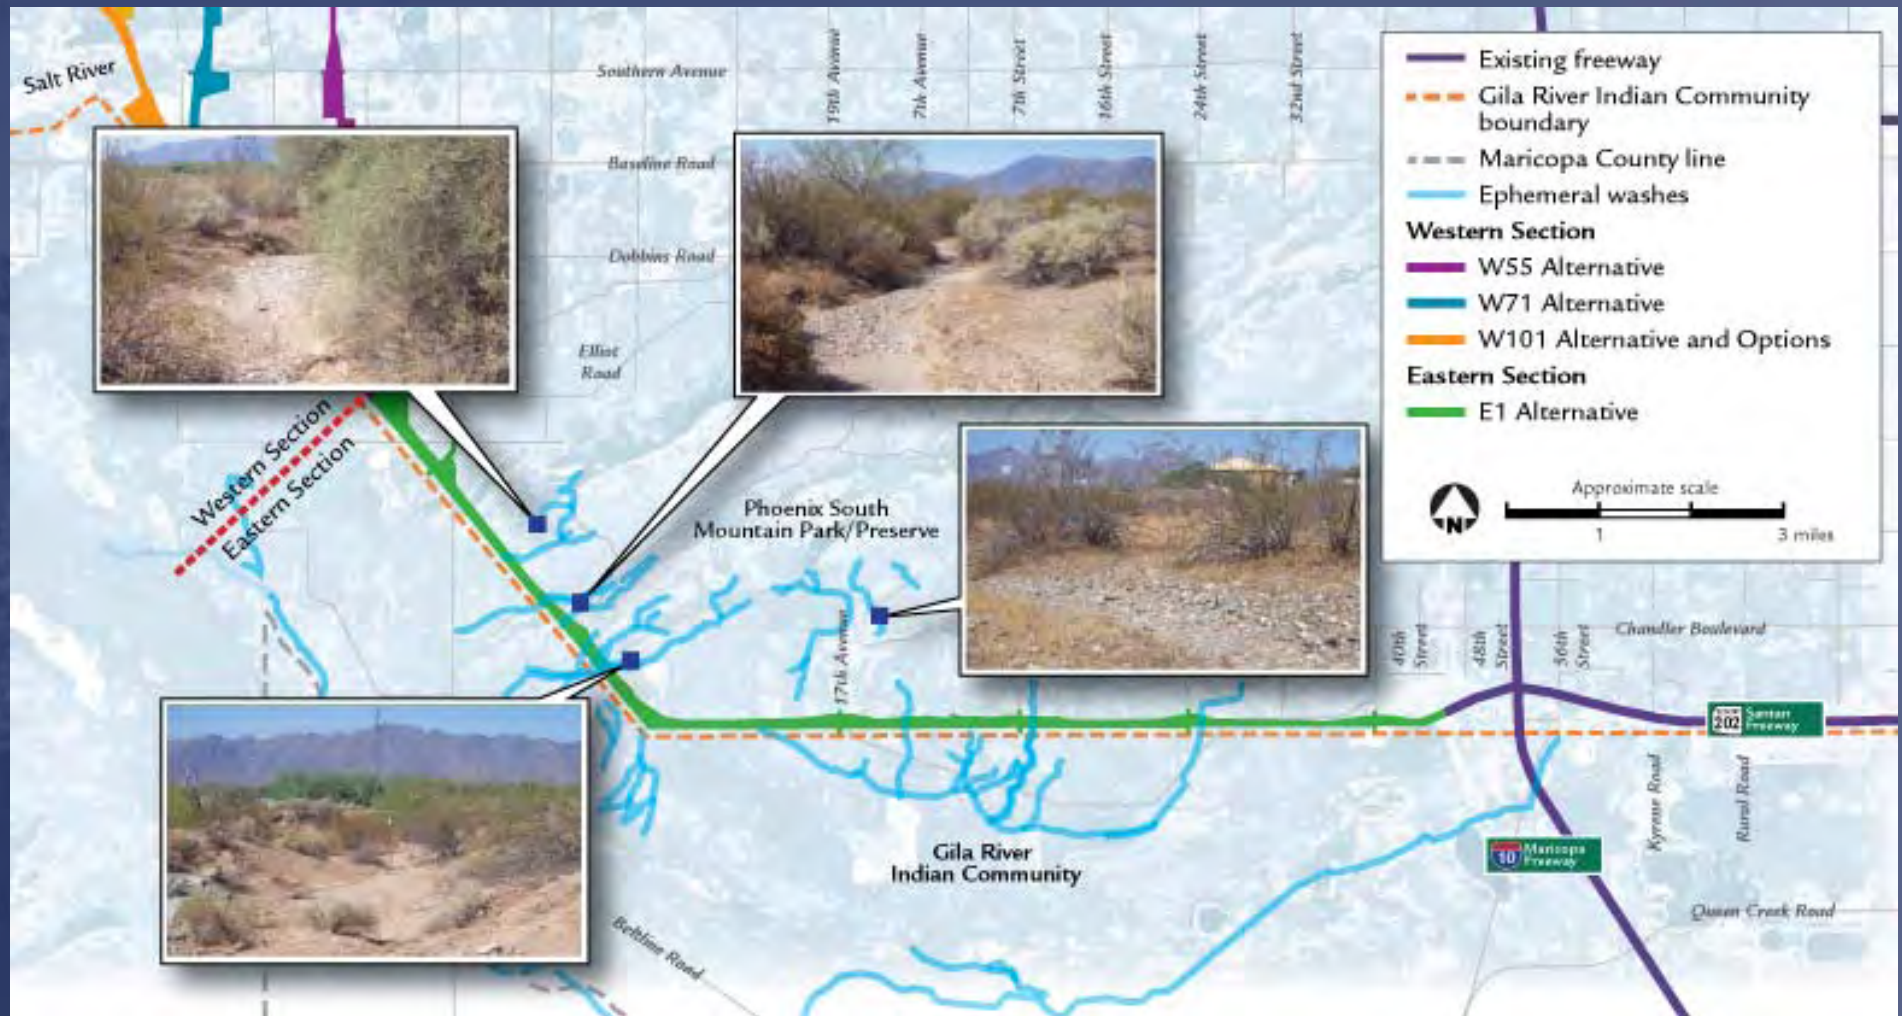 Salt River
Southern Avenue
Baseline Road
Dobbins Road
Elliot
Road
19th Avenue
7th Avenue
7th Street
16th Street
24th Street
32nd Street
Existing freeway
Gila River Indian Community
boundary
Maricopa County line
Ephemeral washes
Western Section
W55 Alternative
W71 Alternative
W101 Alternative and Options
Eastern Section
E1 Alternative
N
Approximate scale
1
3 miles
Western Section
Eastern Section
Phoenix South
Mountain Park/Preserve
17th Avenue
40th
Street
48th
Street
56th
Street
Chandler Boulevard
202
Santan
Freeway
Kyrene Road
Rural Road
10
Maricopa
Freeway
Gila River
Indian Community
Queen Creek Road
Beltline Road